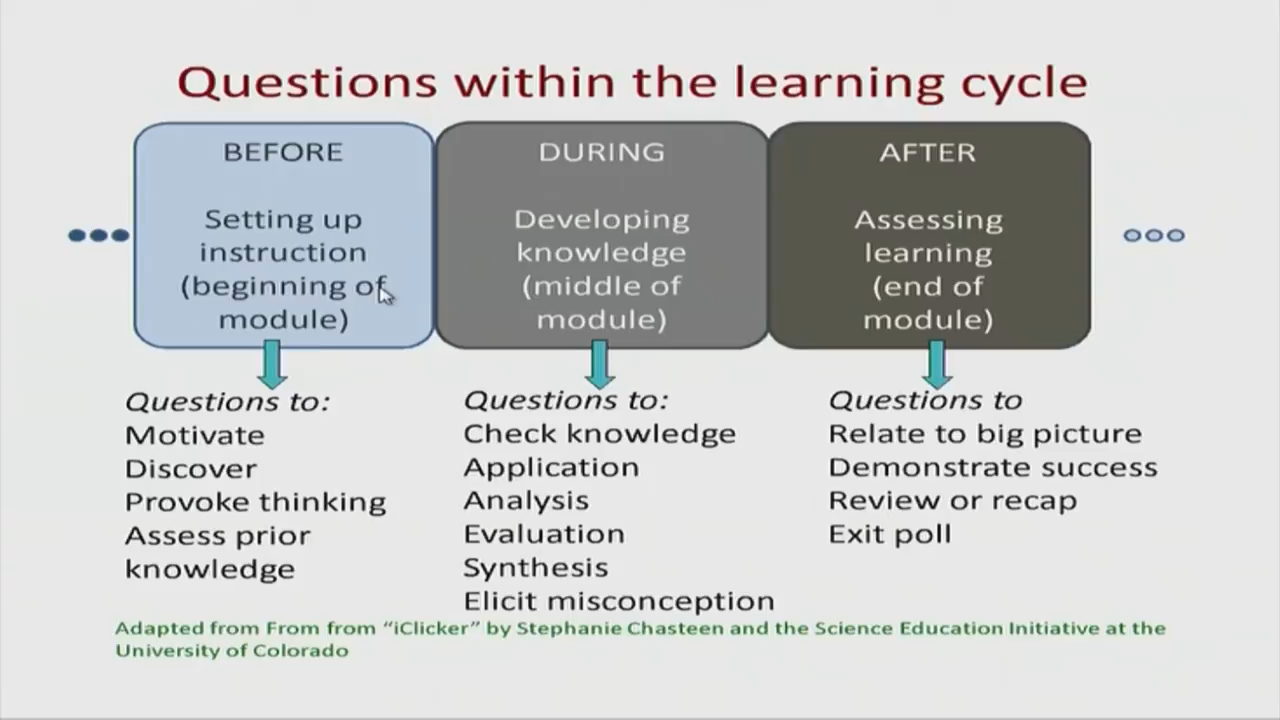 Questions within the learning cycle
BEFORE
Setting up
instruction
(beginning of
module)
DURING
Developing
knowledge
(middle of
module)
AFTER
Assessing
learning
(end of
module)
Questions to:
Motivate
Discover
Provoke thinking
Assess prior
knowledge
Questions to:
Check knowledge
Application
Analysis
Evaluation
Synthesis
Elicit misconception
Questions to
Relate to big picture
Demonstrate success
Review or recap
Exit poll
Adapted from From from “iClicker” by Stephanie Chasteen and the Science Education Initiative at the
University of Colorado